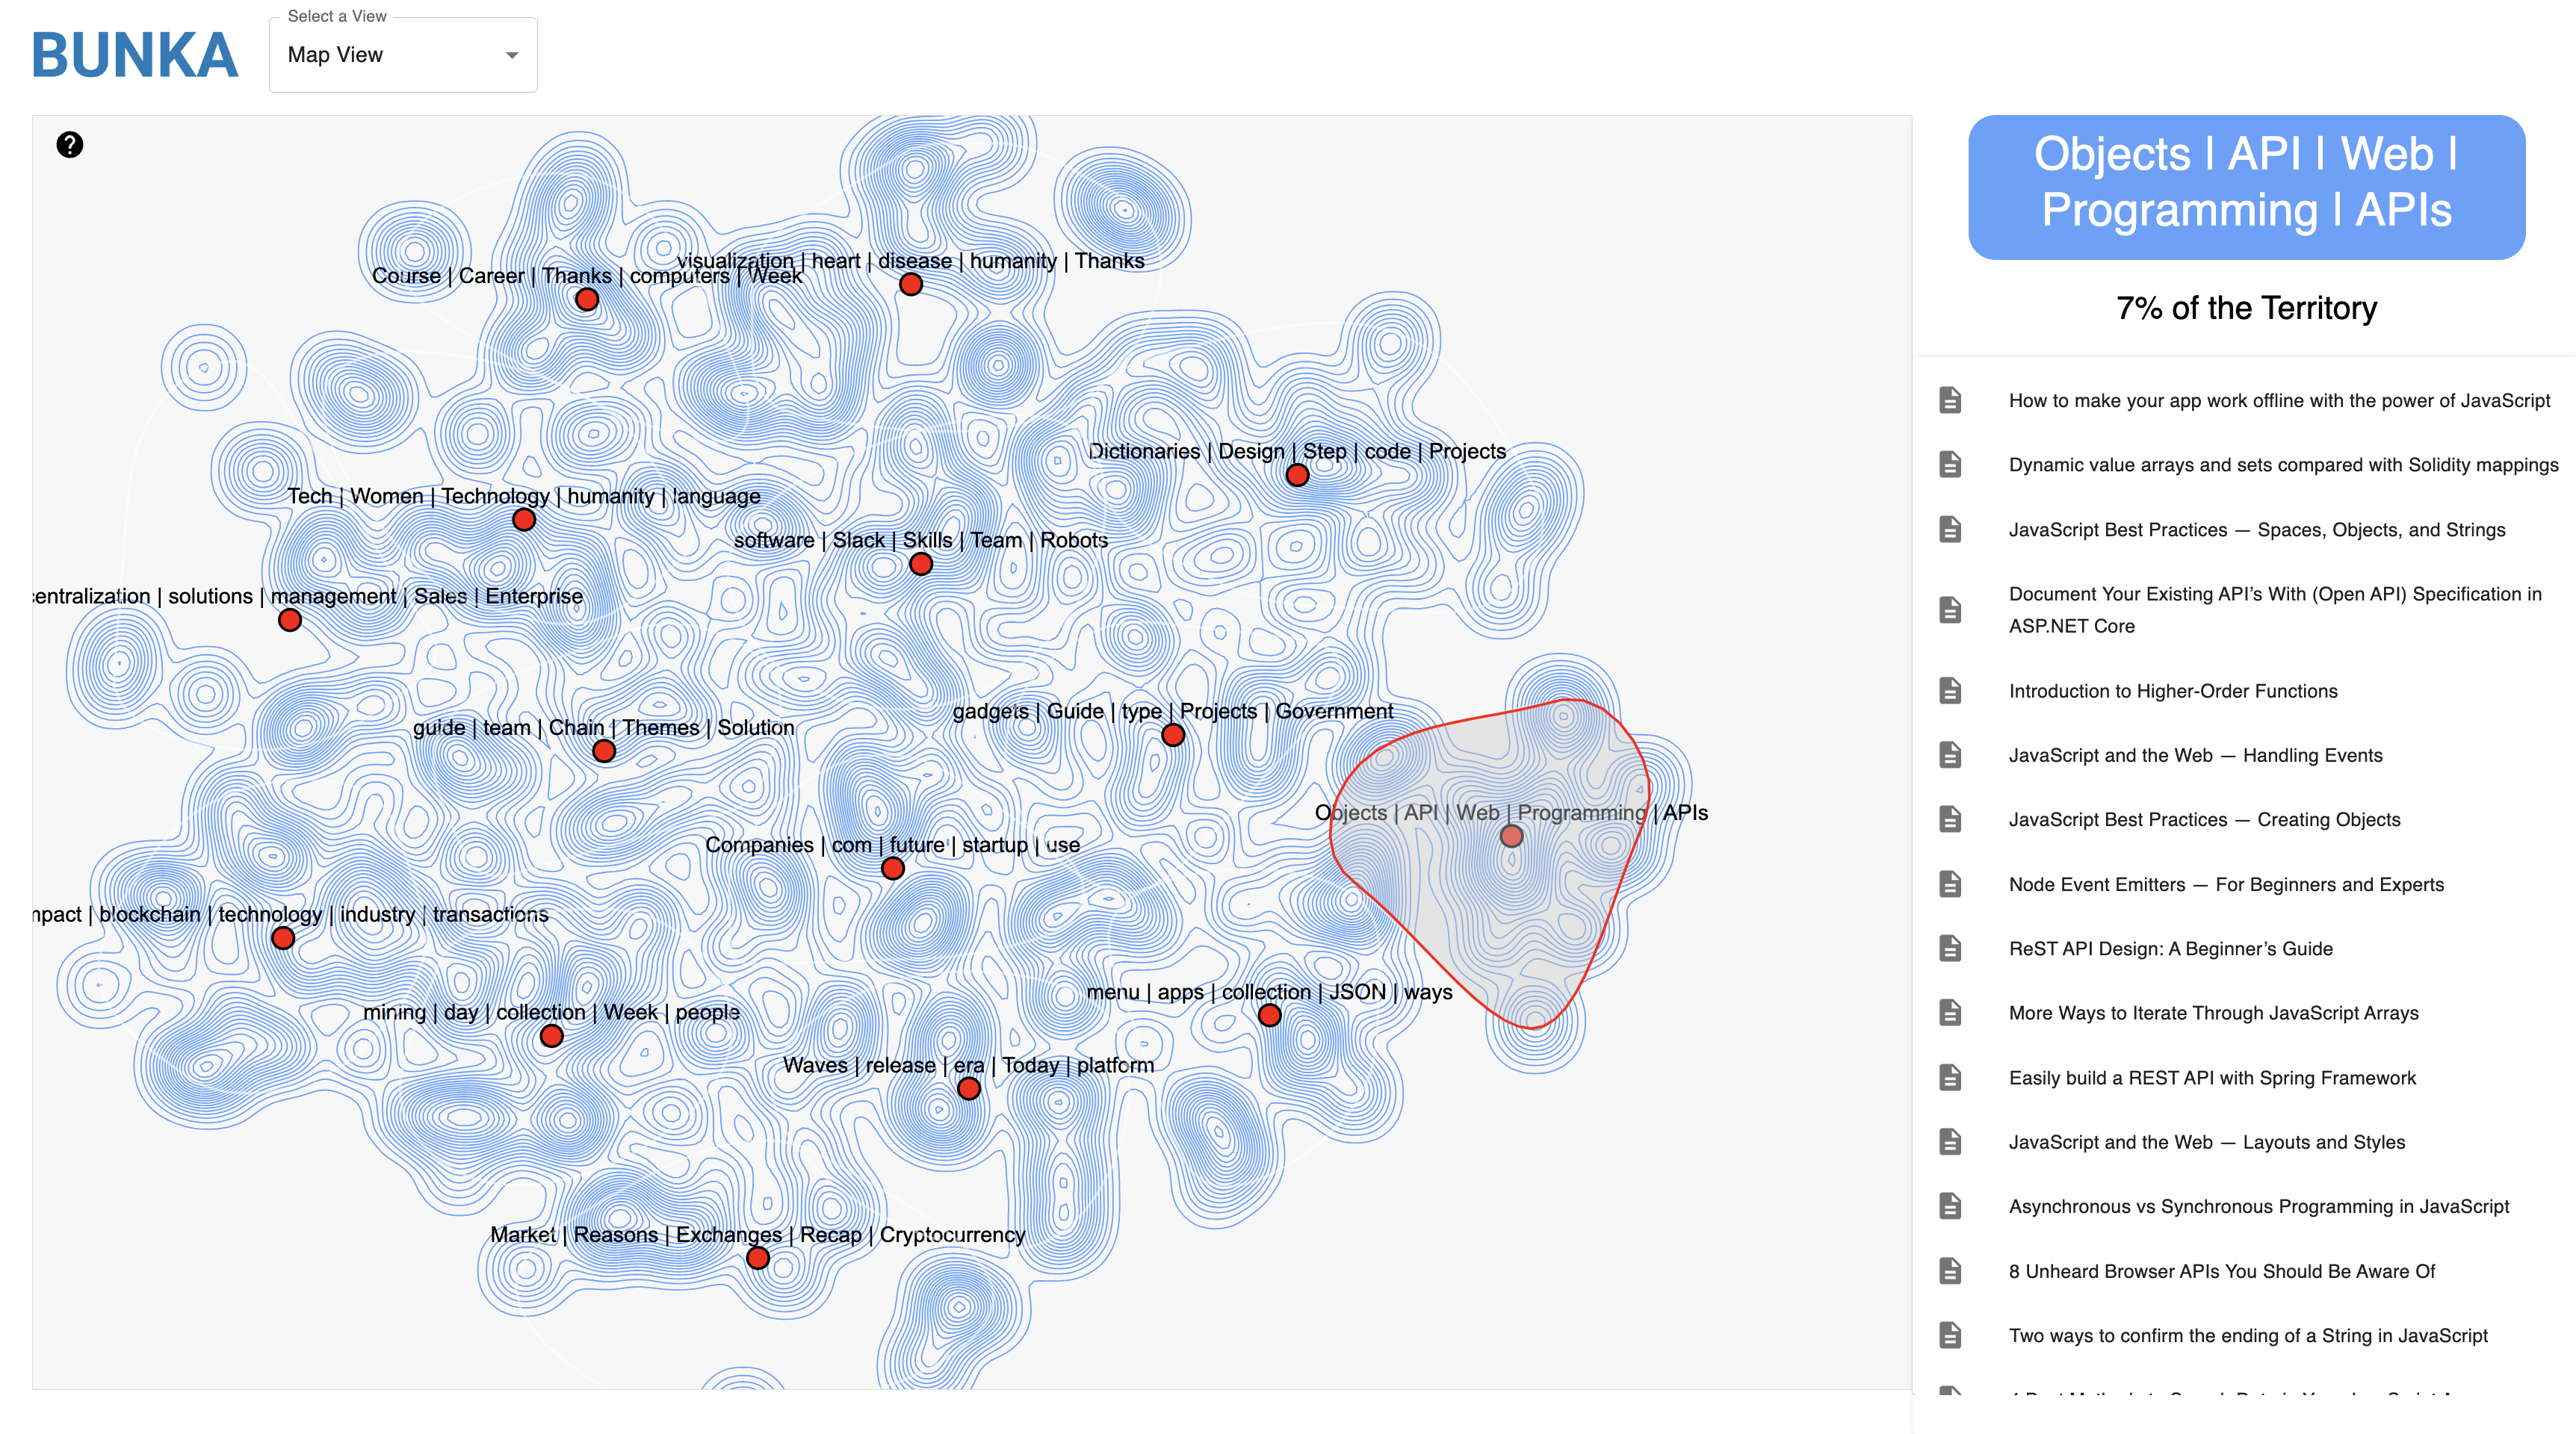 BUNKA
Select a View
Map View
?
visualization | heart | disease | humanity | Thanks
Course | Career | Thanks | computers | Week
Dictionaries | Design | Step | code | Projects
Tech | Women | Technology | humanity | language
software | Slack | Skills | Team | Robots
| solutions | management | Sales | Enterprise
gadgets | Guide | type | Projects | Government
guide | team | Chain | Themes | Solution
Objects | API | Web | Programming | APIs
Companies | com | future | startup | use
| blockchain | technology | industry | transactions
menu | apps | collection | JSON | ways
mining | day | collection | Week | people
Waves | release | era | Today | platform
Market | Reasons | Exchanges | Recap | Cryptocurrency
Objects | API | Web |
Programming | APIs
7% of the Territory
How to make your app work offline with the power of JavaScript
Dynamic value arrays and sets compared with Solidity mappings
JavaScript Best Practices — Spaces, Objects, and Strings
Document Your Existing API’s With (Open API) Specification in
ASP.NET Core
Introduction to Higher-Order Functions
JavaScript and the Web — Handling Events
JavaScript Best Practices — Creating Objects
Node Event Emitters — For Beginners and Experts
ReST API Design: A Beginner’s Guide
More Ways to Iterate Through JavaScript Arrays
Easily build a REST API with Spring Framework
JavaScript and the Web — Layouts and Styles
Asynchronous vs Synchronous Programming in JavaScript
8 Unheard Browser APIs You Should Be Aware Of
Two ways to confirm the ending of a String in JavaScript